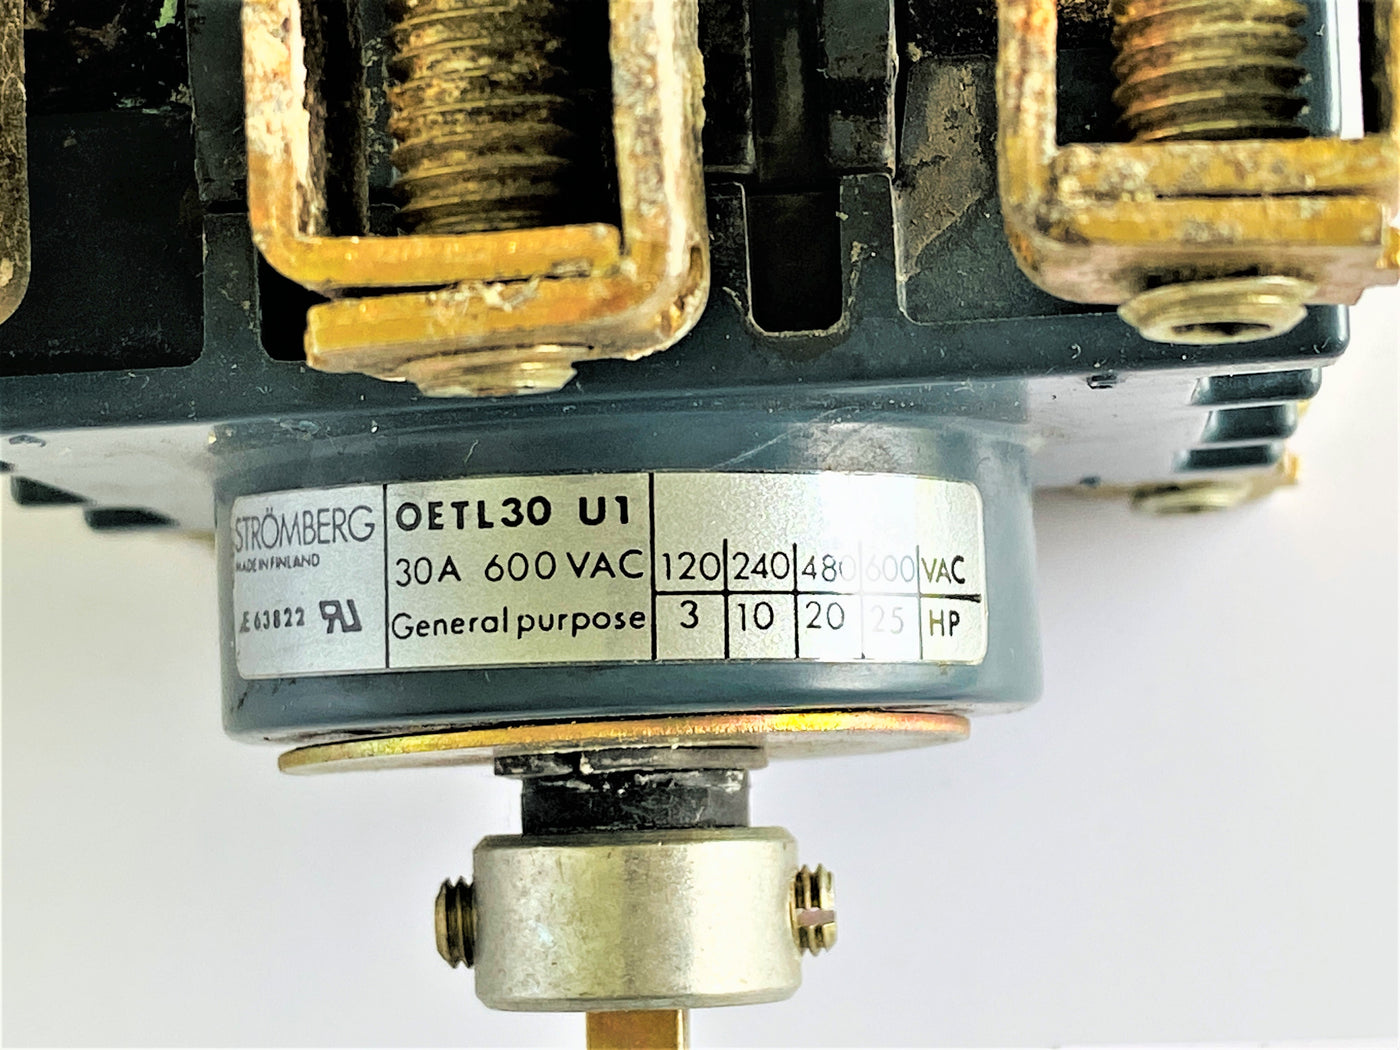 STRÖMBERG
MADE IN FINLAND
E 63822 RU
OETL30 U1
30A 600 VAC
General purpose
120 240 480 600 VAC
3 10 20 25 HP